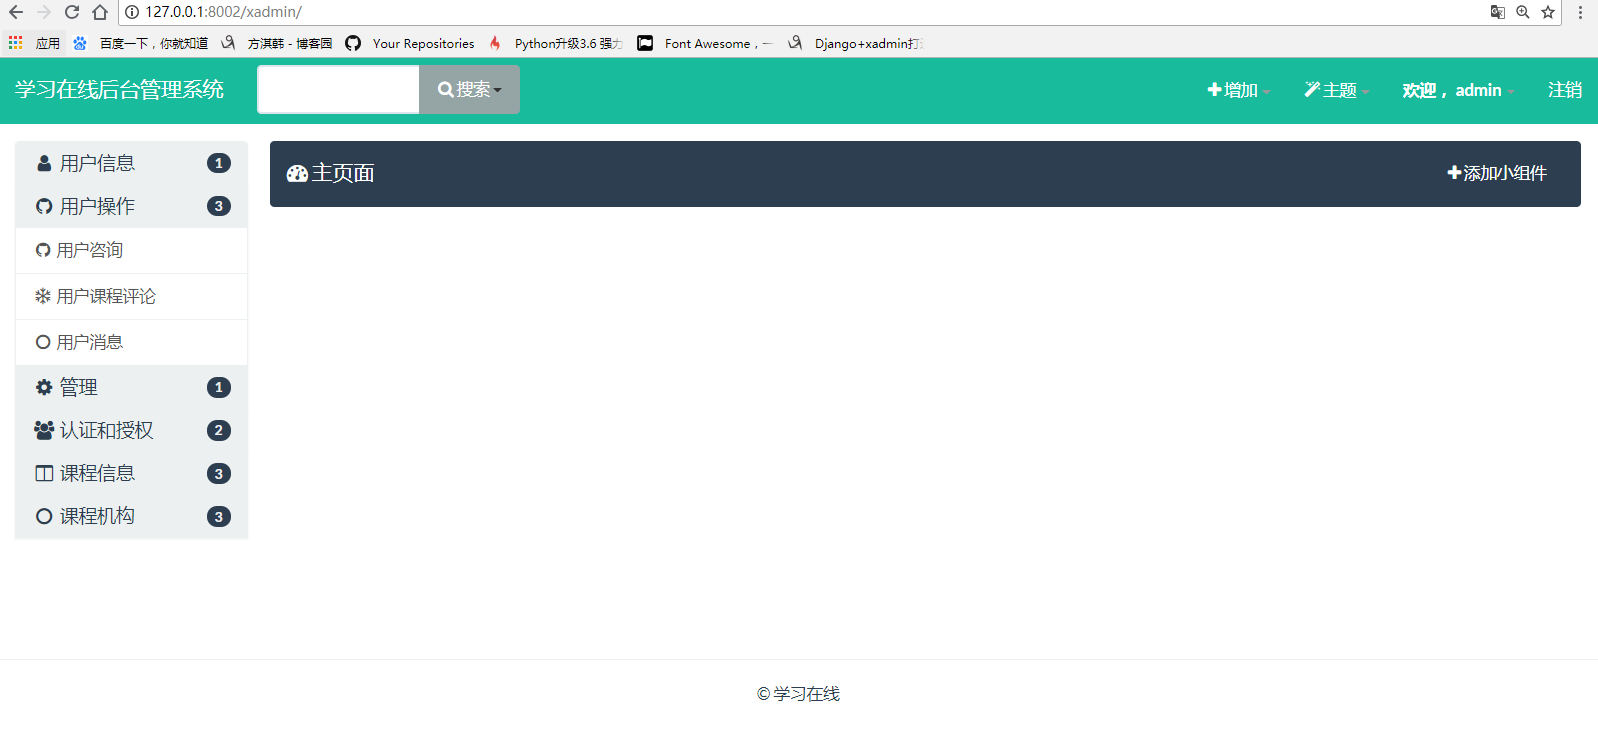 127.0.0.1:8002/xadmin/
应用 百度一下，你就知道 方淇韩 - 博客园 Your Repositories Python升级3.6 强力 Font Awesome，一 Django+xadmin打
学习在线后台管理系统 搜索 增加 主题 欢迎， admin 注销
用户信息 1
主页面 添加小组件
用户操作 3
用户咨询
用户课程评论
用户消息
管理 1
认证和授权 2
课程信息 3
课程机构 3
© 学习在线